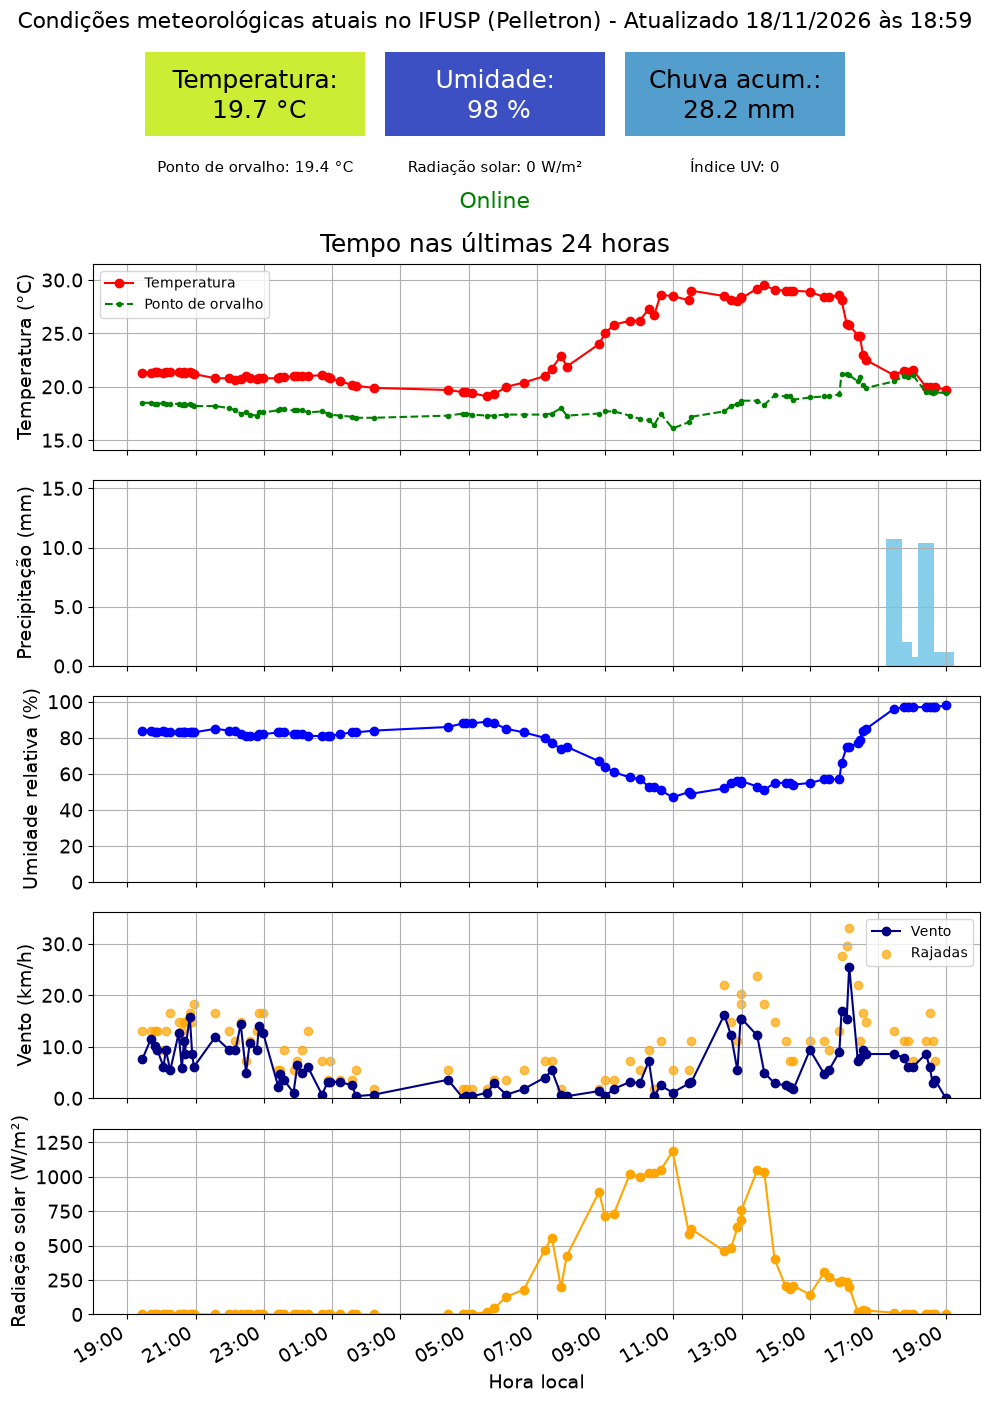 Condições meteorológicas atuais no IFUSP (Pelletron) - Atualizado 18/11/2026 às 18:59
Temperatura:
19.7 °C
Umidade:
98 %
Chuva acum.:
28.2 mm
Ponto de orvalho: 19.4 °C
Radiação solar: 0 W/m²
Índice UV: 0
Online
Tempo nas últimas 24 horas
Temperatura (°C)
30.0
25.0
20.0
15.0
Temperatura
Ponto de orvalho
Precipitação (mm)
15.0
10.0
5.0
0.0
Umidade relativa (%)
100
80
60
40
20
0
Vento (km/h)
30.0
20.0
10.0
0.0
Vento
Rajadas
Radiação solar (W/m²)
1250
1000
750
500
250
0
19:00
21:00
23:00
01:00
03:00
05:00
07:00
09:00
11:00
13:00
15:00
17:00
19:00
Hora local